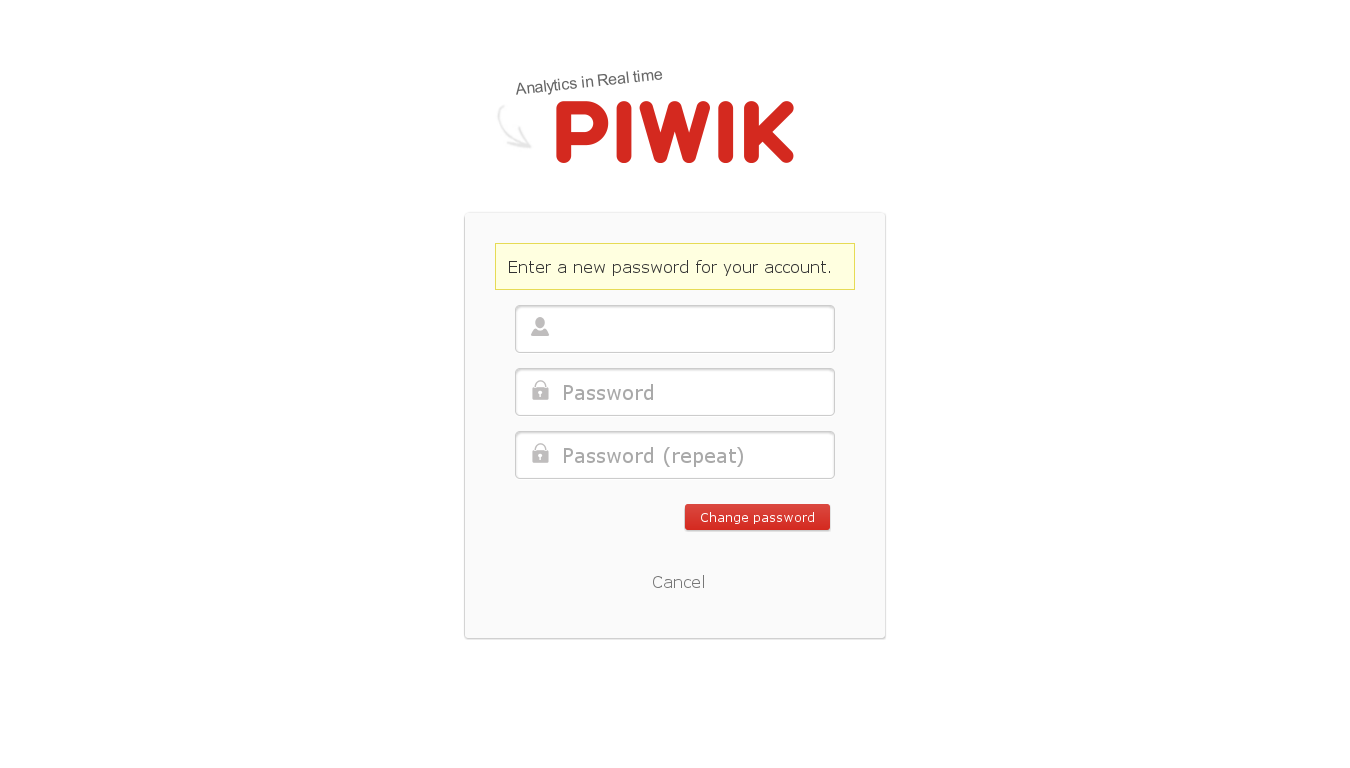 Analytics in Real time
PIWIK
Enter a new password for your account.
Password
Password (repeat)
Change password
Cancel